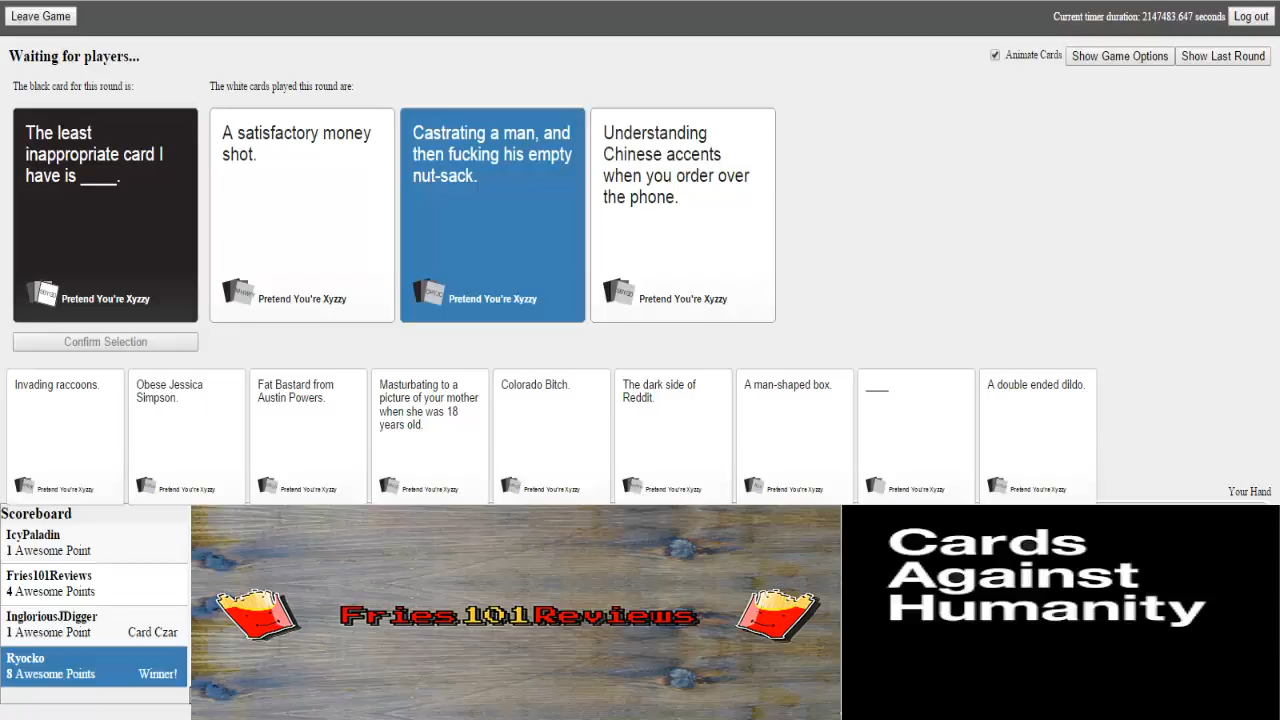 Leave Game
Current timer duration: 2147483.647 seconds
Log out
Waiting for players...
Animate Cards
Show Game Options
Show Last Round
The black card for this round is:
The white cards played this round are:
The least
inappropriate card I
have is ____.
Pretend You're Xyzzy
A satisfactory money
shot.
Pretend You're Xyzzy
Castrating a man, and
then fucking his empty
nut-sack.
Pretend You're Xyzzy
Understanding
Chinese accents
when you order over
the phone.
Pretend You're Xyzzy
Confirm Selection
Invading raccoons.
Pretend You're Xyzzy
Obese Jessica
Simpson.
Pretend You're Xyzzy
Fat Bastard from
Austin Powers.
Pretend You're Xyzzy
Masturbating to a
picture of your mother
when she was 18
years old.
Pretend You're Xyzzy
Colorado Bitch.
Pretend You're Xyzzy
The dark side of
Reddit.
Pretend You're Xyzzy
A man-shaped box.
Pretend You're Xyzzy
____
Pretend You're Xyzzy
A double ended dildo.
Pretend You're Xyzzy
Your Hand
Scoreboard
IcyPaladin
1 Awesome Point
Fries101Reviews
4 Awesome Points
IngloriousJDigger
1 Awesome Point Card Czar
Ryocko
8 Awesome Points Winner!
Fries101Reviews
Cards
Against
Humanity